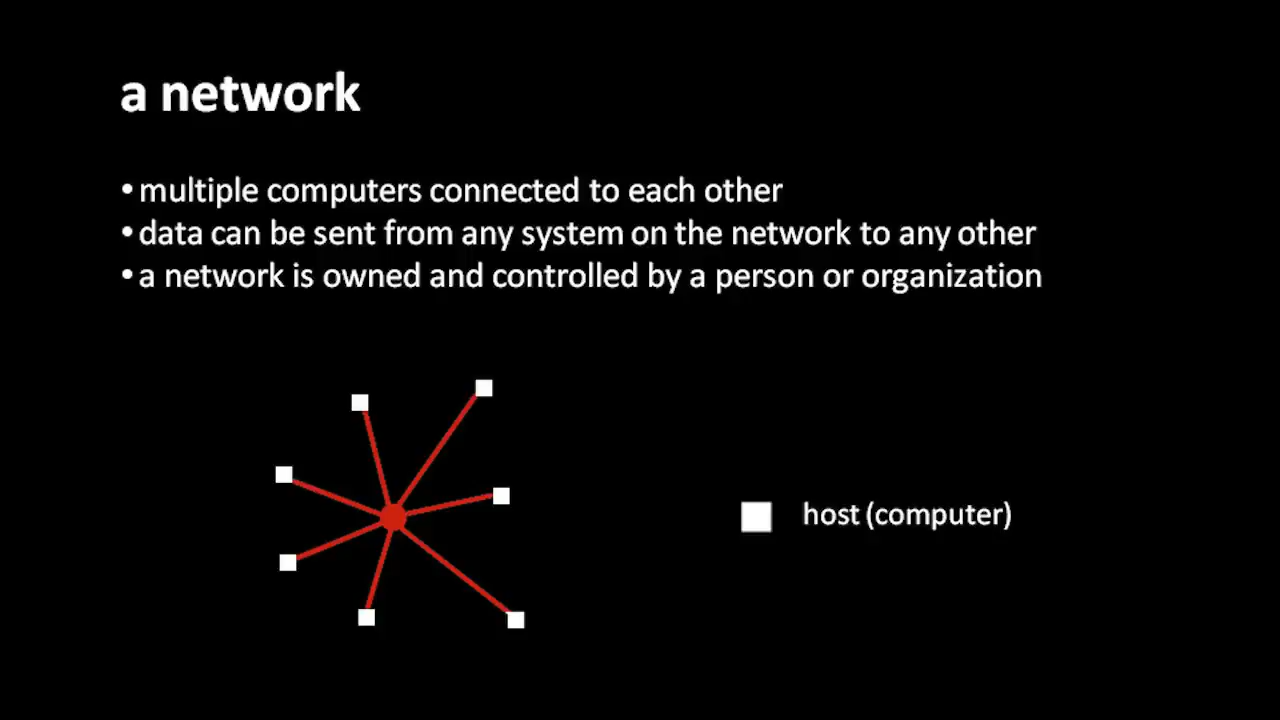 a network
•multiple computers connected to each other
•data can be sent from any system on the network to any other
•a network is owned and controlled by a person or organization
host (computer)